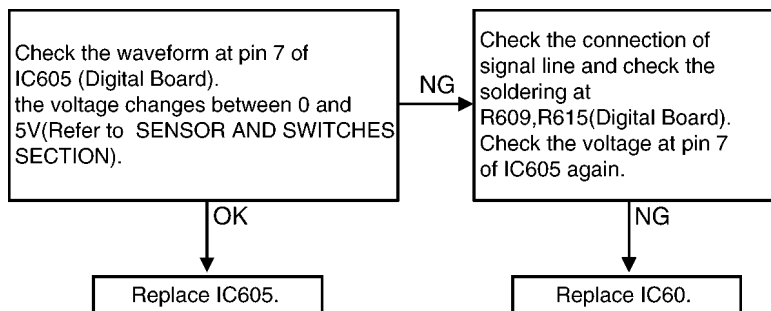 Check the waveform at pin 7 of
IC605 (Digital Board).
the voltage changes between 0 and
5V(Refer to SENSOR AND SWITCHES
SECTION).
NG
Check the connection of
signal line and check the
soldering at
R609,R615(Digital Board).
Check the voltage at pin 7
of IC605 again.
OK
NG
Replace IC605.
Replace IC60.